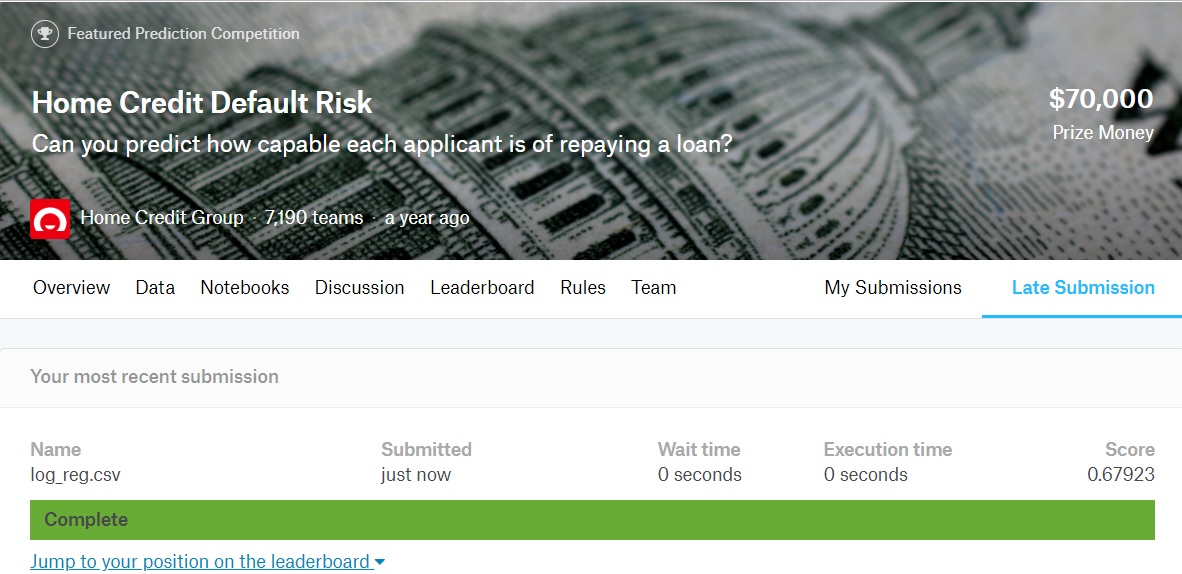 Featured Prediction Competition
Home Credit Default Risk
$70,000
Can you predict how capable each applicant is of repaying a loan?
Prize Money
Home Credit Group · 7,190 teams · a year ago
Overview Data Notebooks Discussion Leaderboard Rules Team My Submissions Late Submission
Your most recent submission
Name Submitted Wait time Execution time Score
log_reg.csv just now 0 seconds 0 seconds 0.67923
Complete
Jump to your position on the leaderboard